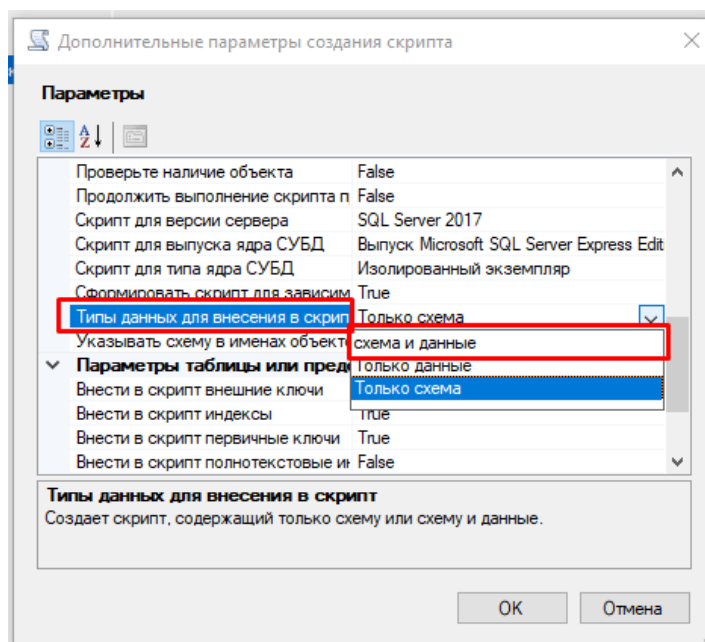 Дополнительные параметры создания скрипта
Параметры
Проверьте наличие объекта False
Продолжить выполнение скрипта п False
Скрипт для версии сервера SQL Server 2017
Скрипт для выпуска ядра СУБД Выпуск Microsoft SQL Server Express Edit
Скрипт для типа ядра СУБД Изолированный экземпляр
Сформировать скрипт для зависим True
Типы данных для внесения в скрип Только схема
Указывать схему в именах объекто схема и данные
Параметры таблицы или пред Только данные
Внести в скрипт внешние ключи Только схема
Внести в скрипт индексы True
Внести в скрипт первичные ключи True
Внести в скрипт полнотекстовые ин False
Типы данных для внесения в скрипт
Создает скрипт, содержащий только схему или схему и данные.
OK Отмена